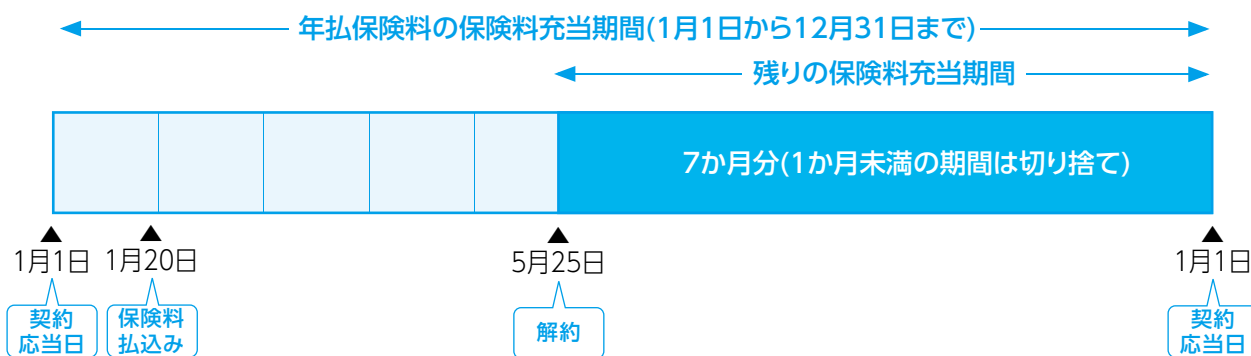 年払保険料の保険料充当期間(1月1日から12月31日まで)
残りの保険料充当期間
7か月分(1か月未満の期間は切り捨て)
1月1日 1月20日 5月25日 1月1日
契約
応当日
保険料
払込み
解約
契約
応当日